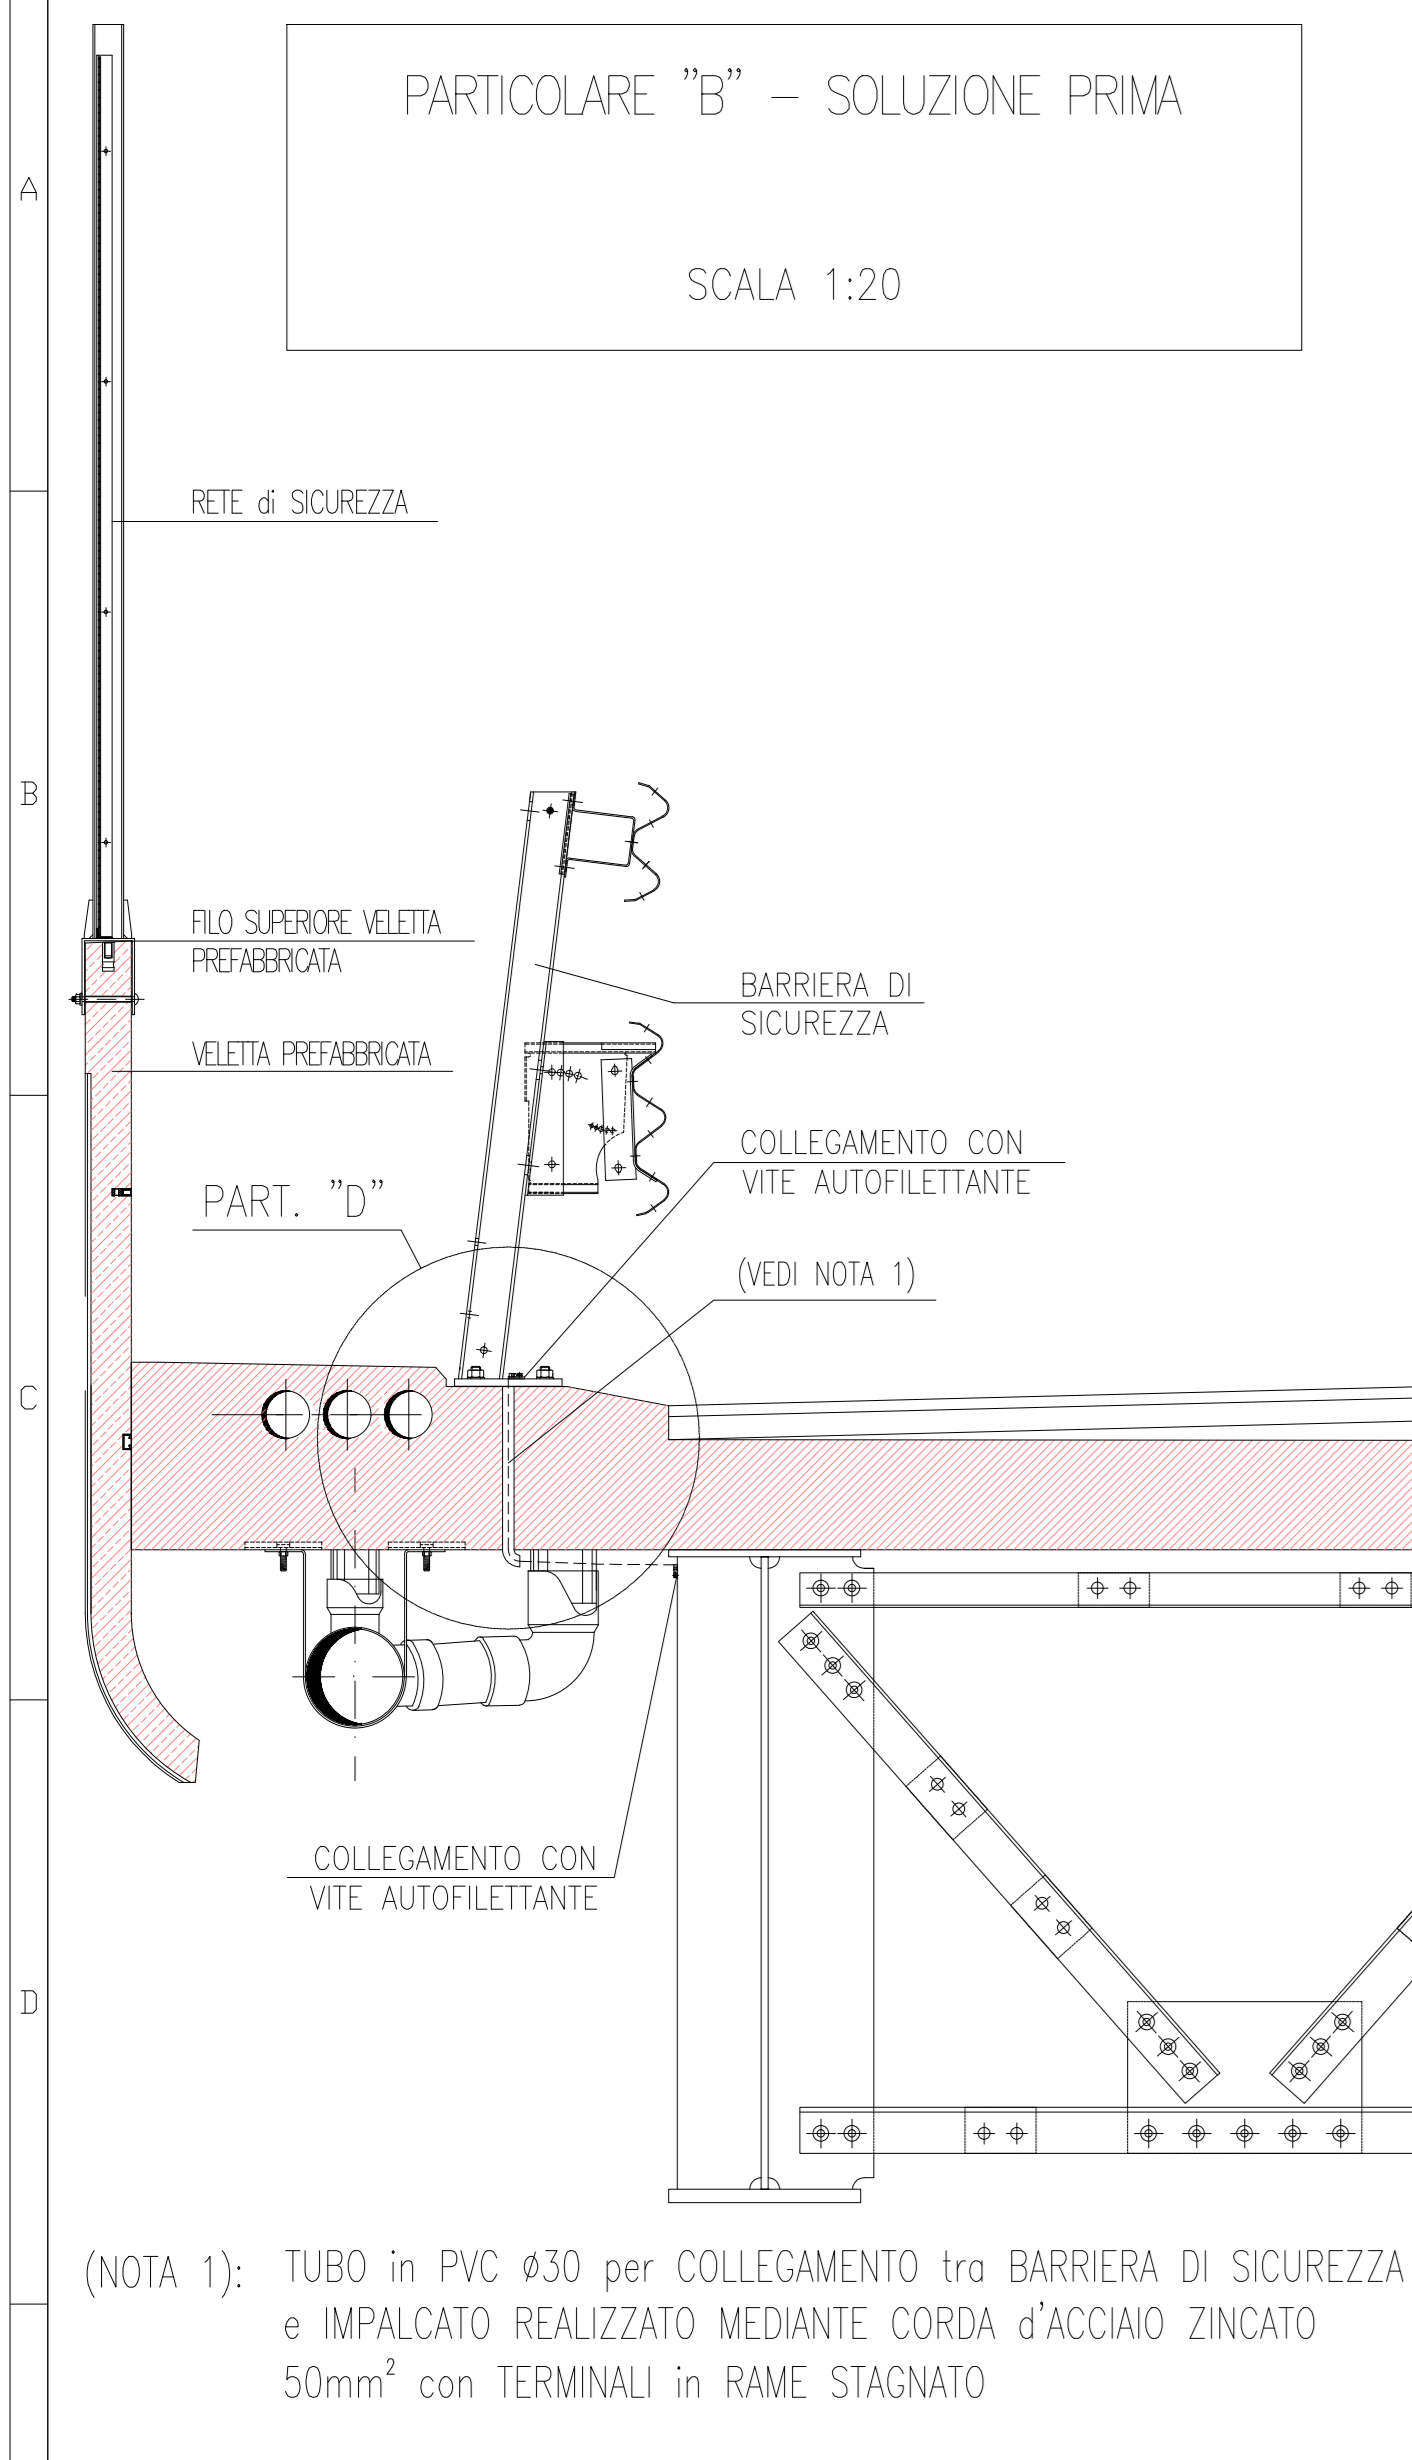 PARTICOLARE "B" – SOLUZIONE PRIMA
SCALA 1:20
A
RETE di SICUREZZA
B
FILO SUPERIORE VELETTA
PREFABBRICATA
BARRIERA DI
SICUREZZA
VELETTA PREFABBRICATA
COLLEGAMENTO CON
VITE AUTOFILETTANTE
PART. "D"
(VEDI NOTA 1)
C
COLLEGAMENTO CON
VITE AUTOFILETTANTE
D
(NOTA 1): TUBO in PVC ø30 per COLLEGAMENTO tra BARRIERA DI SICUREZZA
e IMPALCATO REALIZZATO MEDIANTE CORDA d'ACCIAIO ZINCATO
50mm² con TERMINALI in RAME STAGNATO